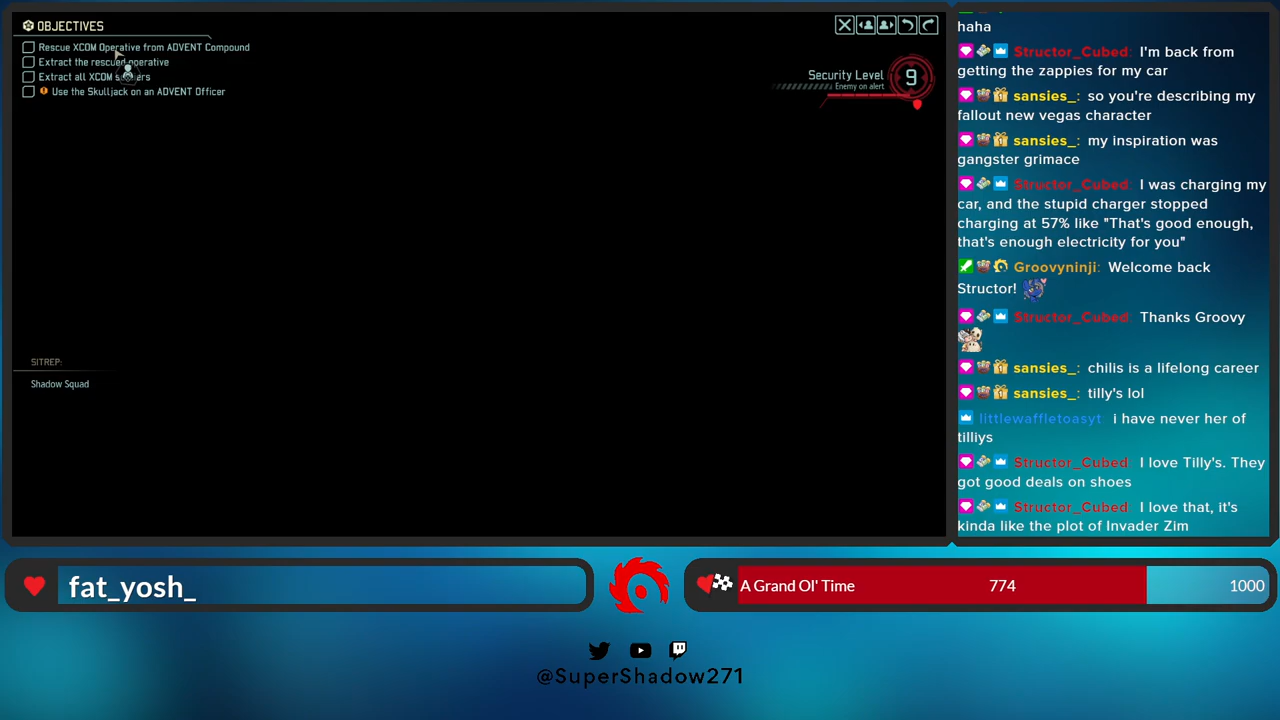 OBJECTIVES
Rescue XCOM Operative from ADVENT Compound
Extract the rescued operative
Extract all XCOM
Use the Skulljack on an ADVENT Officer
Security Level
9
Enemy on alert
SITREP:
Shadow Squad
haha
Structor_Cubed: I'm back from
getting the zappies for my car
sansies_: so you're describing my
fallout new vegas character
sansies_: my inspiration was
gangster grimace
Structor_Cubed: I was charging my
car, and the stupid charger stopped
charging at 57% like "That's good enough,
that's enough electricity for you"
Groovyninji: Welcome back
Structor!
Structor_Cubed: Thanks Groovy
sansies_: chilis is a lifelong career
sansies_: tilly's lol
littlewaffletoasyt: i have never her of
tilliys
Structor_Cubed: I love Tilly's. They
got good deals on shoes
Structor_Cubed: I love that, it's
kinda like the plot of Invader Zim
fat_yosh_
A Grand Ol' Time 774 1000
@SuperShadow271